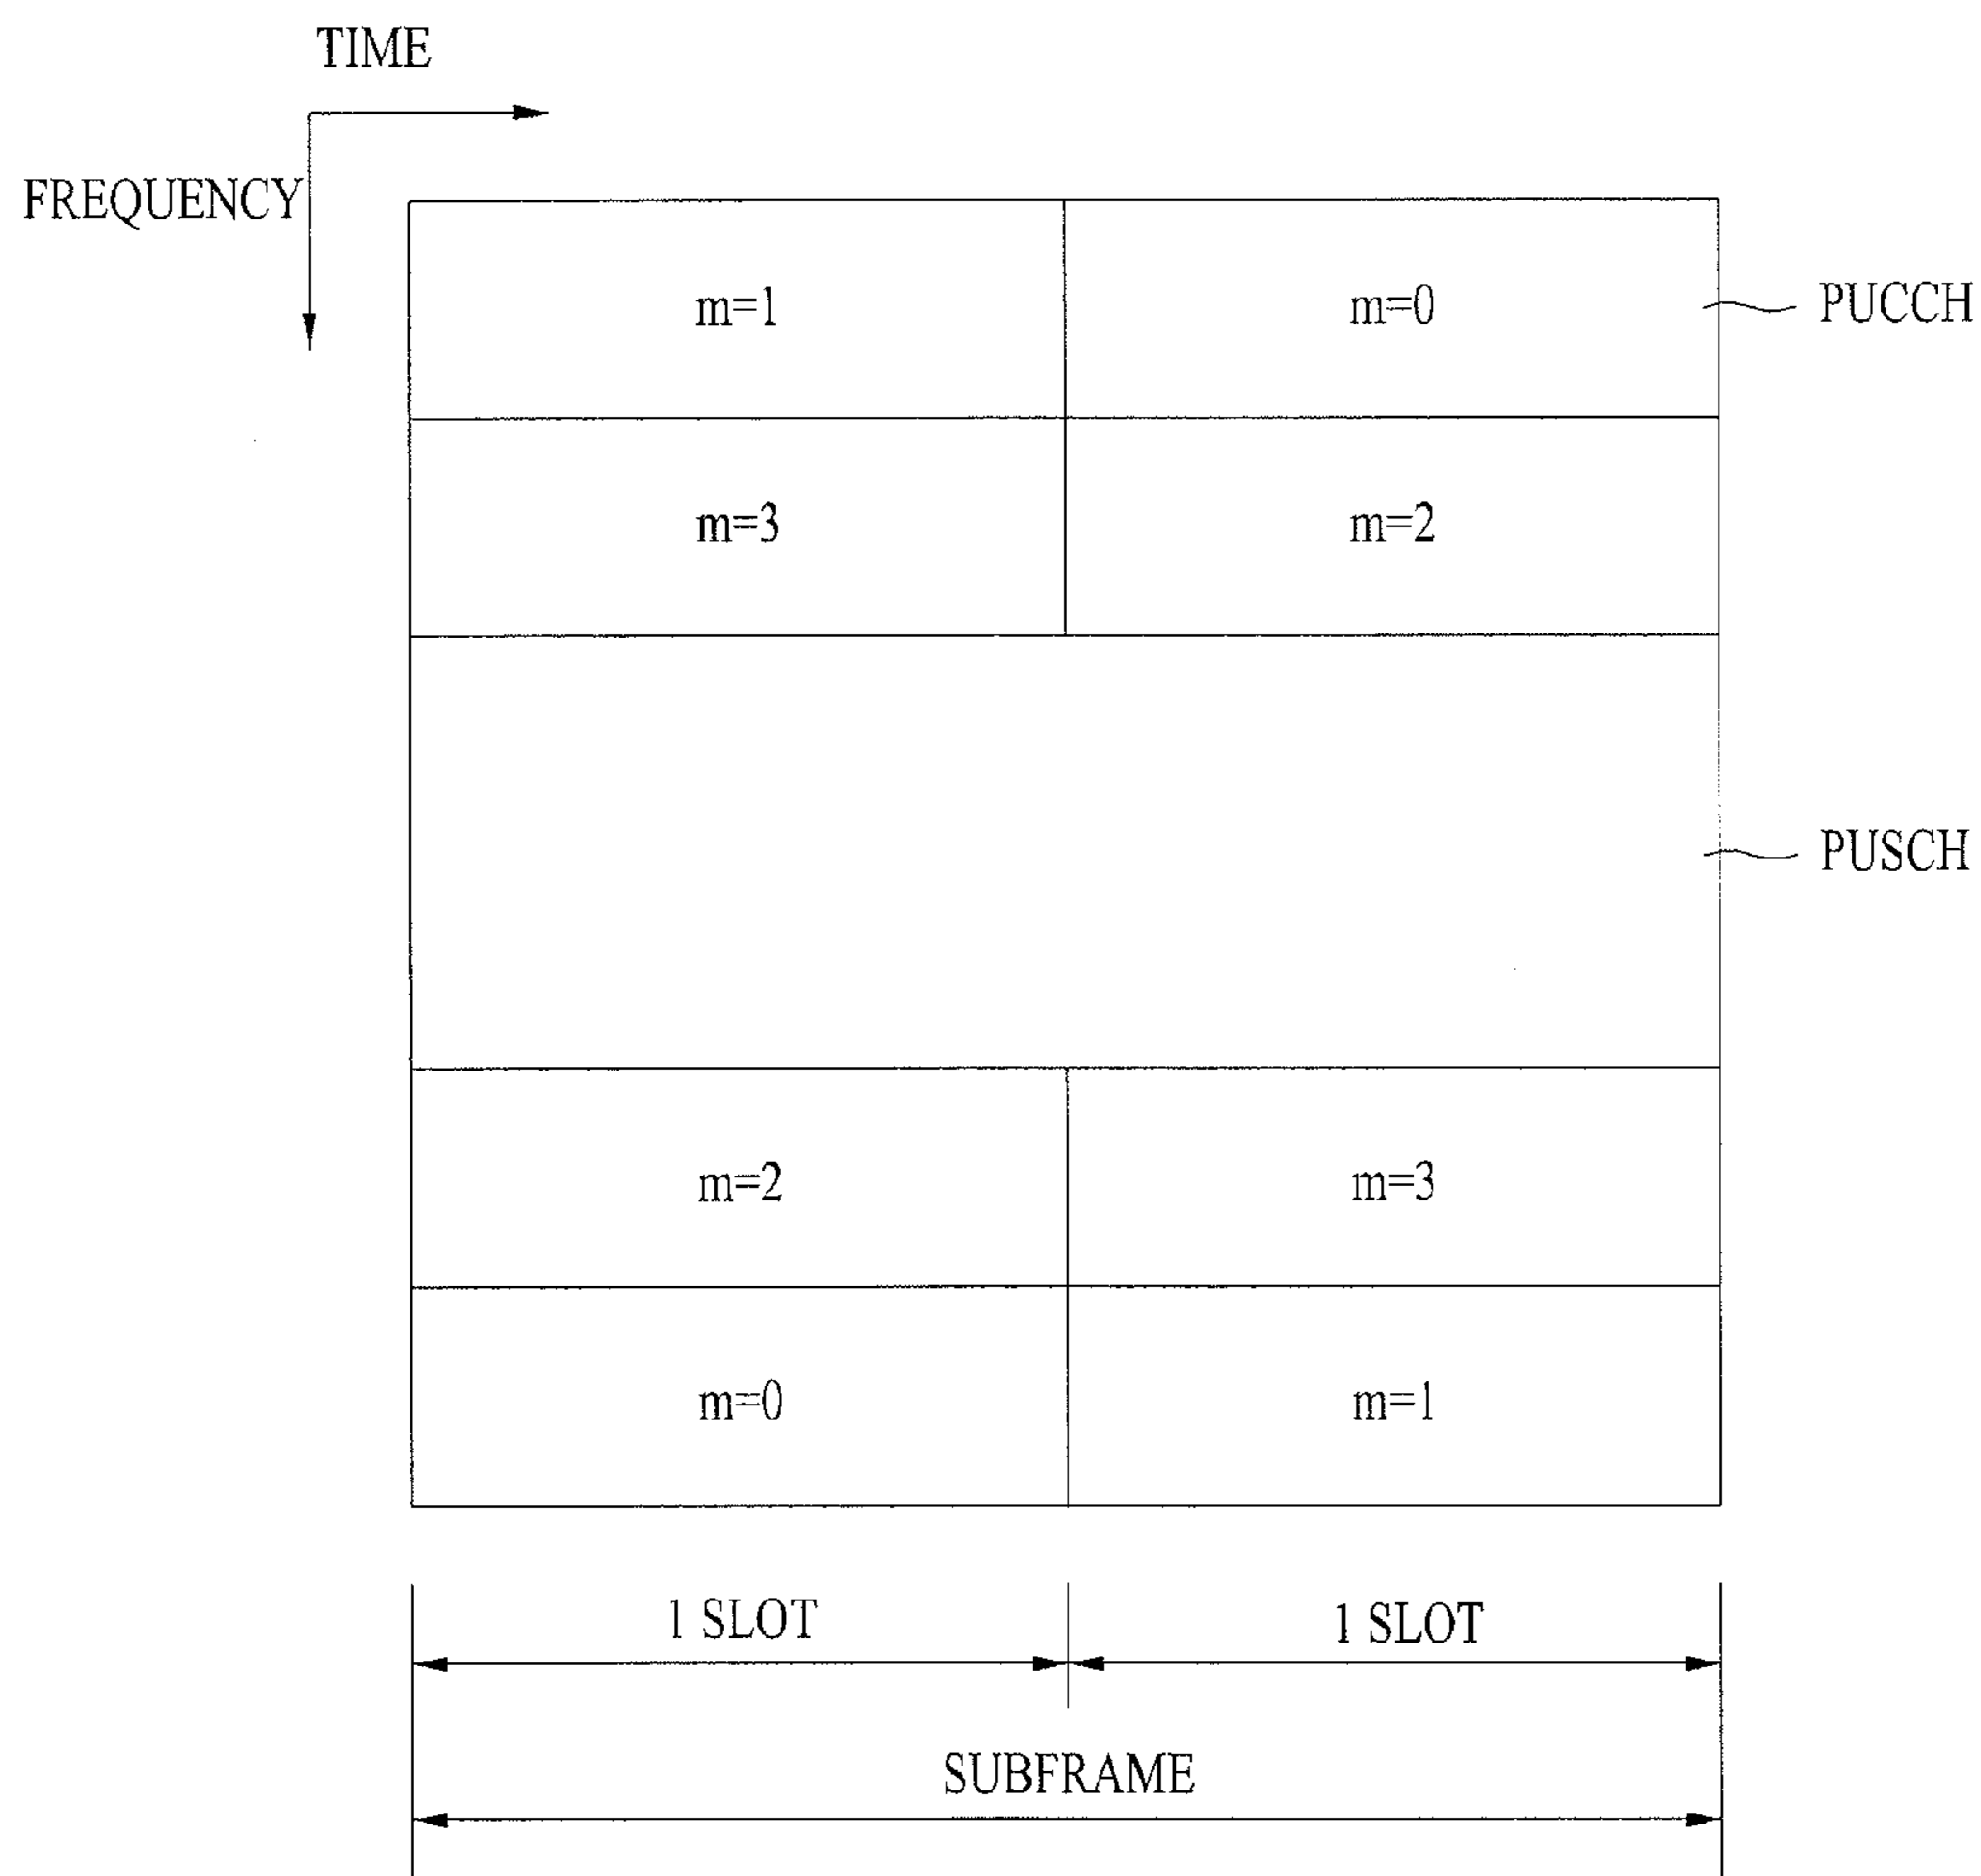 TIME
FREQUENCY
m=1 m=0 PUCCH
m=3 m=2
PUSCH
m=2 m=3
m=0 m=1
1 SLOT 1 SLOT
SUBFRAME